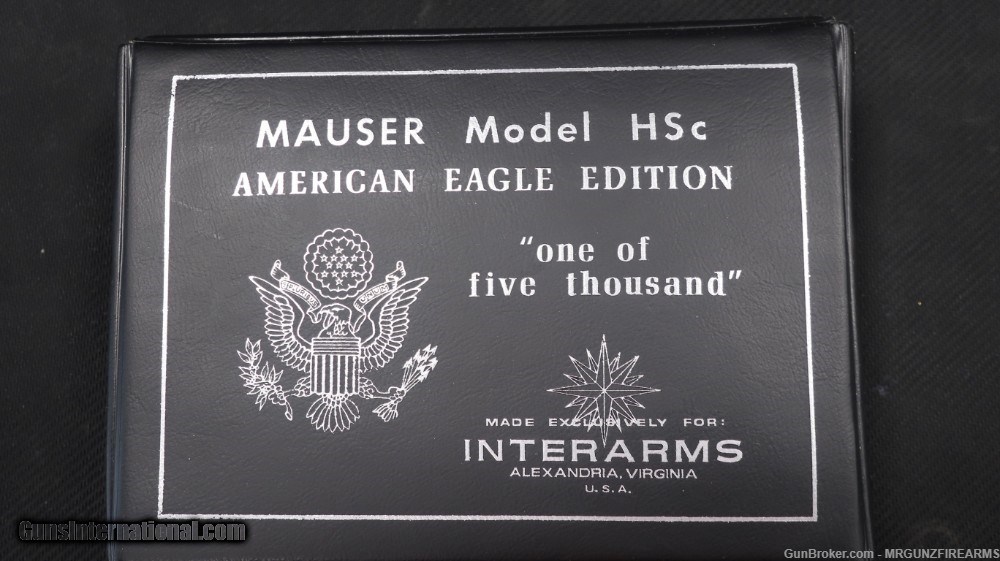 MAUSER Model HSc
AMERICAN EAGLE EDITION
"one of
five thousand"
MADE EXCLUSIVELY FOR:
INTERARMS
ALEXANDRIA, VIRGINIA
U.S.A.
GunsInternational.com
GunBroker.com - MRGUNZFIREARMS